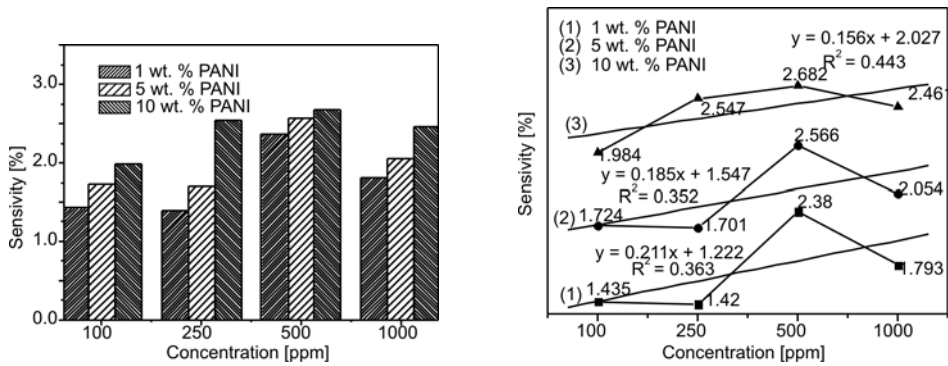 3.0
2.0
1.0
0.0
Sensivity [%]
1 wt. % PANI
5 wt. % PANI
10 wt. % PANI
100 250 500 1000
Concentration [ppm]
Sensivity [%]
(1) 1 wt. % PANI
(2) 5 wt. % PANI
(3) 10 wt. % PANI
y = 0.156x + 2.027
R² = 0.443
(3)
1.984
2.547
2.682
2.461
y = 0.185x + 1.547
R² = 0.352
(2)
1.724
1.701
2.566
2.054
y = 0.211x + 1.222
R² = 0.363
(1)
1.435
1.42
2.38
1.793
100 250 500 1000
Concentration [ppm]